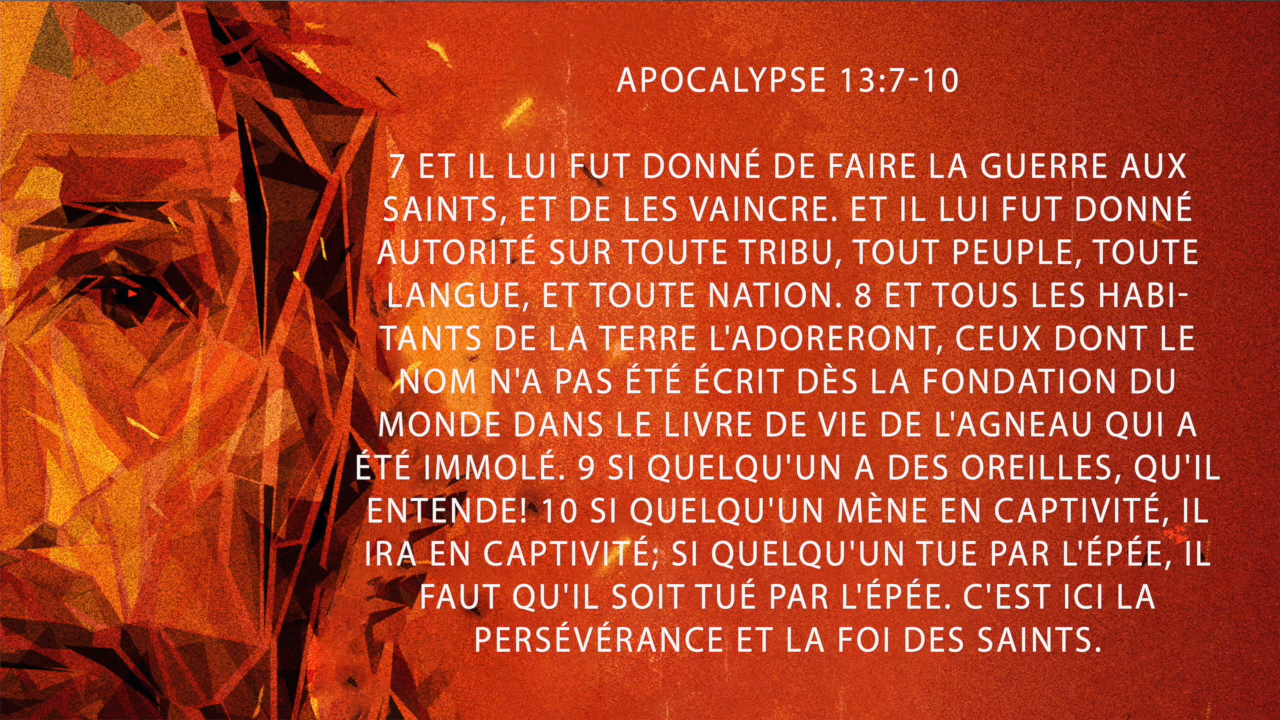 APOCALYPSE 13:7-10
7 ET IL LUI FUT DONNÉ DE FAIRE LA GUERRE AUX
SAINTS, ET DE LES VAINCRE. ET IL LUI FUT DONNÉ
AUTORITÉ SUR TOUTE TRIBU, TOUT PEUPLE, TOUTE
LANGUE, ET TOUTE NATION. 8 ET TOUS LES HABI-
TANTS DE LA TERRE L'ADORERONT, CEUX DONT LE
NOM N'A PAS ÉTÉ ÉCRIT DÈS LA FONDATION DU
MONDE DANS LE LIVRE DE VIE DE L'AGNEAU QUI A
ÉTÉ IMMOLÉ. 9 SI QUELQU'UN A DES OREILLES, QU'IL
ENTENDE! 10 SI QUELQU'UN MÈNE EN CAPTIVITÉ, IL
IRA EN CAPTIVITÉ; SI QUELQU'UN TUE PAR L'ÉPÉE, IL
FAUT QU'IL SOIT TUÉ PAR L'ÉPÉE. C'EST ICI LA
PERSÉVÉRANCE ET LA FOI DES SAINTS.